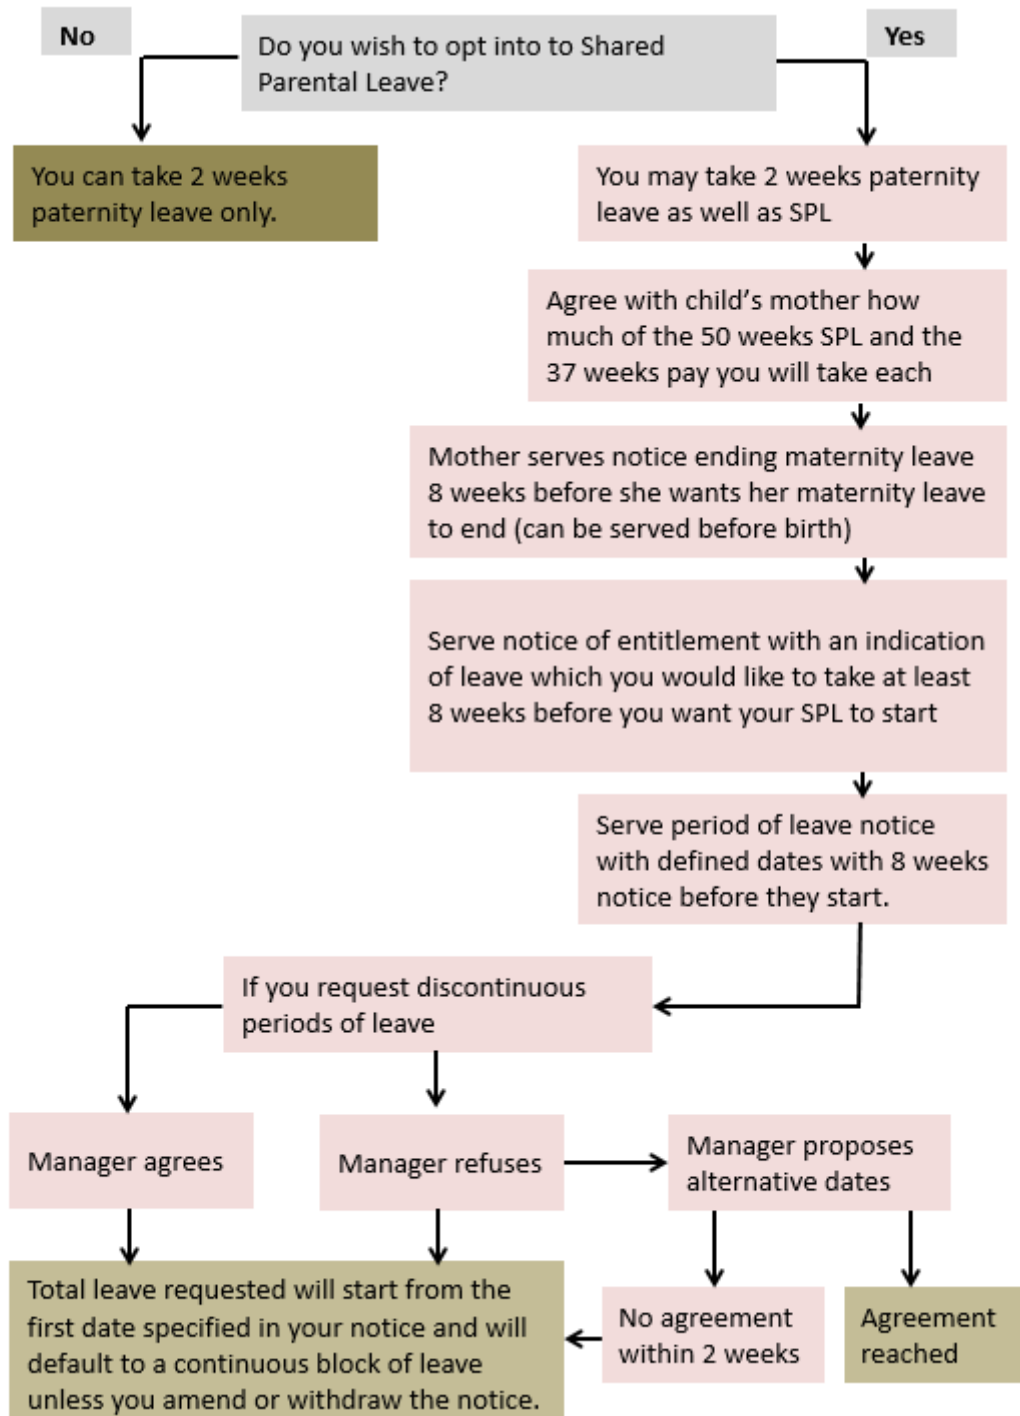 No
Do you wish to opt into to Shared
Parental Leave?
Yes
You can take 2 weeks
paternity leave only.
You may take 2 weeks paternity
leave as well as SPL
Agree with child’s mother how
much of the 50 weeks SPL and the
37 weeks pay you will take each
Mother serves notice ending maternity leave
8 weeks before she wants her maternity leave
to end (can be served before birth)
Serve notice of entitlement with an indication
of leave which you would like to take at least
8 weeks before you want your SPL to start
Serve period of leave notice
with defined dates with 8 weeks
notice before they start.
If you request discontinuous
periods of leave
Manager agrees
Manager refuses
Manager proposes
alternative dates
Total leave requested will start from the
first date specified in your notice and will
default to a continuous block of leave
unless you amend or withdraw the notice.
No agreement
within 2 weeks
Agreement
reached